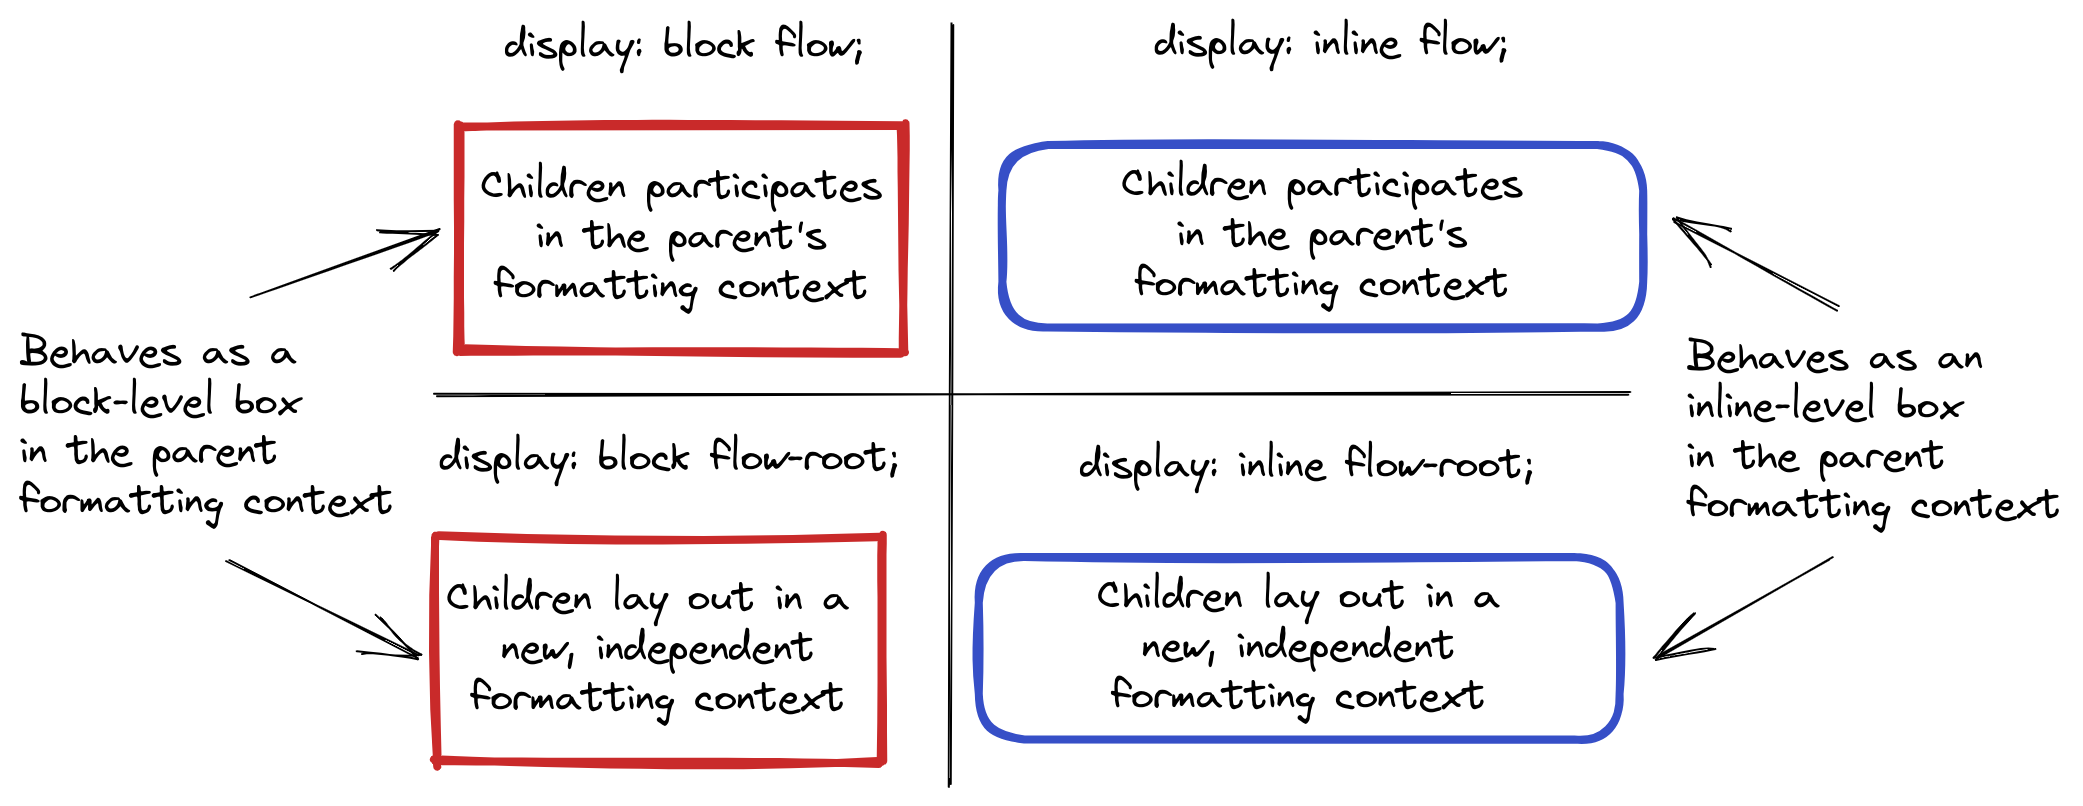 display: block flow;
display: inline flow;
Children participates
in the parent's
formatting context
Children participates
in the parent's
formatting context
Behaves as a
block-level box
in the parent
formatting context
Behaves as an
inline-level box
in the parent
formatting context
display: block flow-root;
display: inline flow-root;
Children lay out in a
new, independent
formatting context
Children lay out in a
new, independent
formatting context